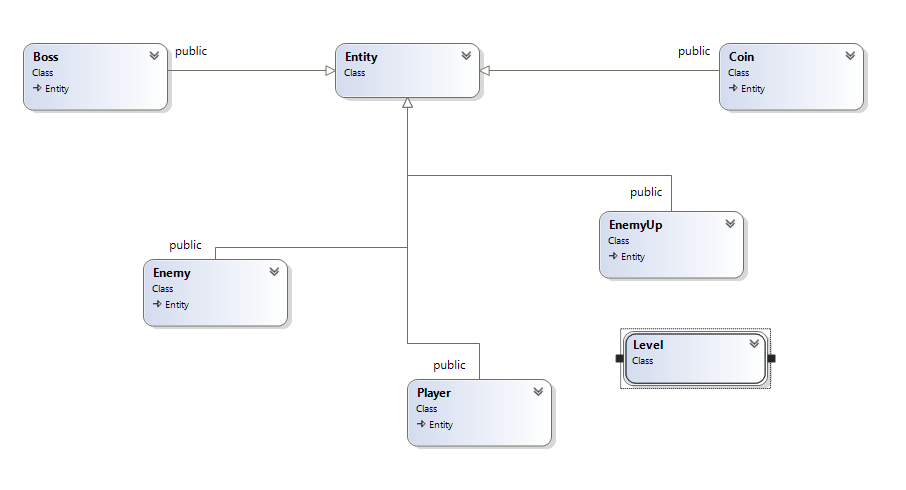 Boss
Class
Entity
public
Entity
Class
public
Coin
Class
Entity
public
EnemyUp
Class
Entity
public
Enemy
Class
Entity
Level
Class
public
Player
Class
Entity